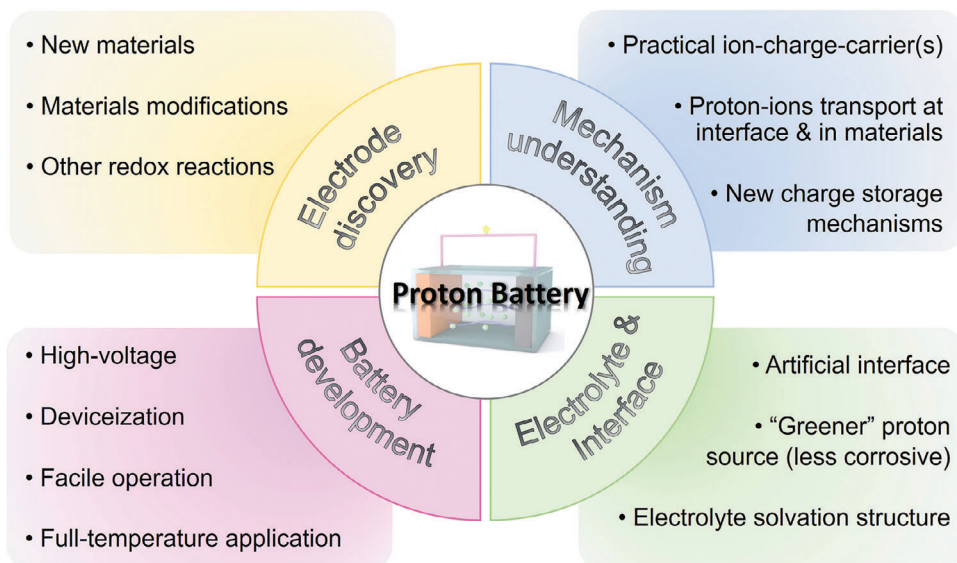 • New materials
• Materials modifications
• Other redox reactions
Electrode
discovery
• Practical ion-charge-carrier(s)
• Proton-ions transport at
interface & in materials
• New charge storage
mechanisms
Mechanism
understanding
Proton Battery
• High-voltage
• Deviceization
• Facile operation
• Full-temperature application
Battery
development
• Artificial interface
• “Greener” proton
source (less corrosive)
• Electrolyte solvation structure
Electrolyte &
Interface